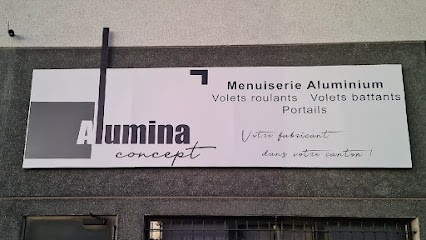 Alumina
concept
Menuiserie Aluminium
Volets roulants Volets battants
Portails
Votre fabricant
dans votre canton !